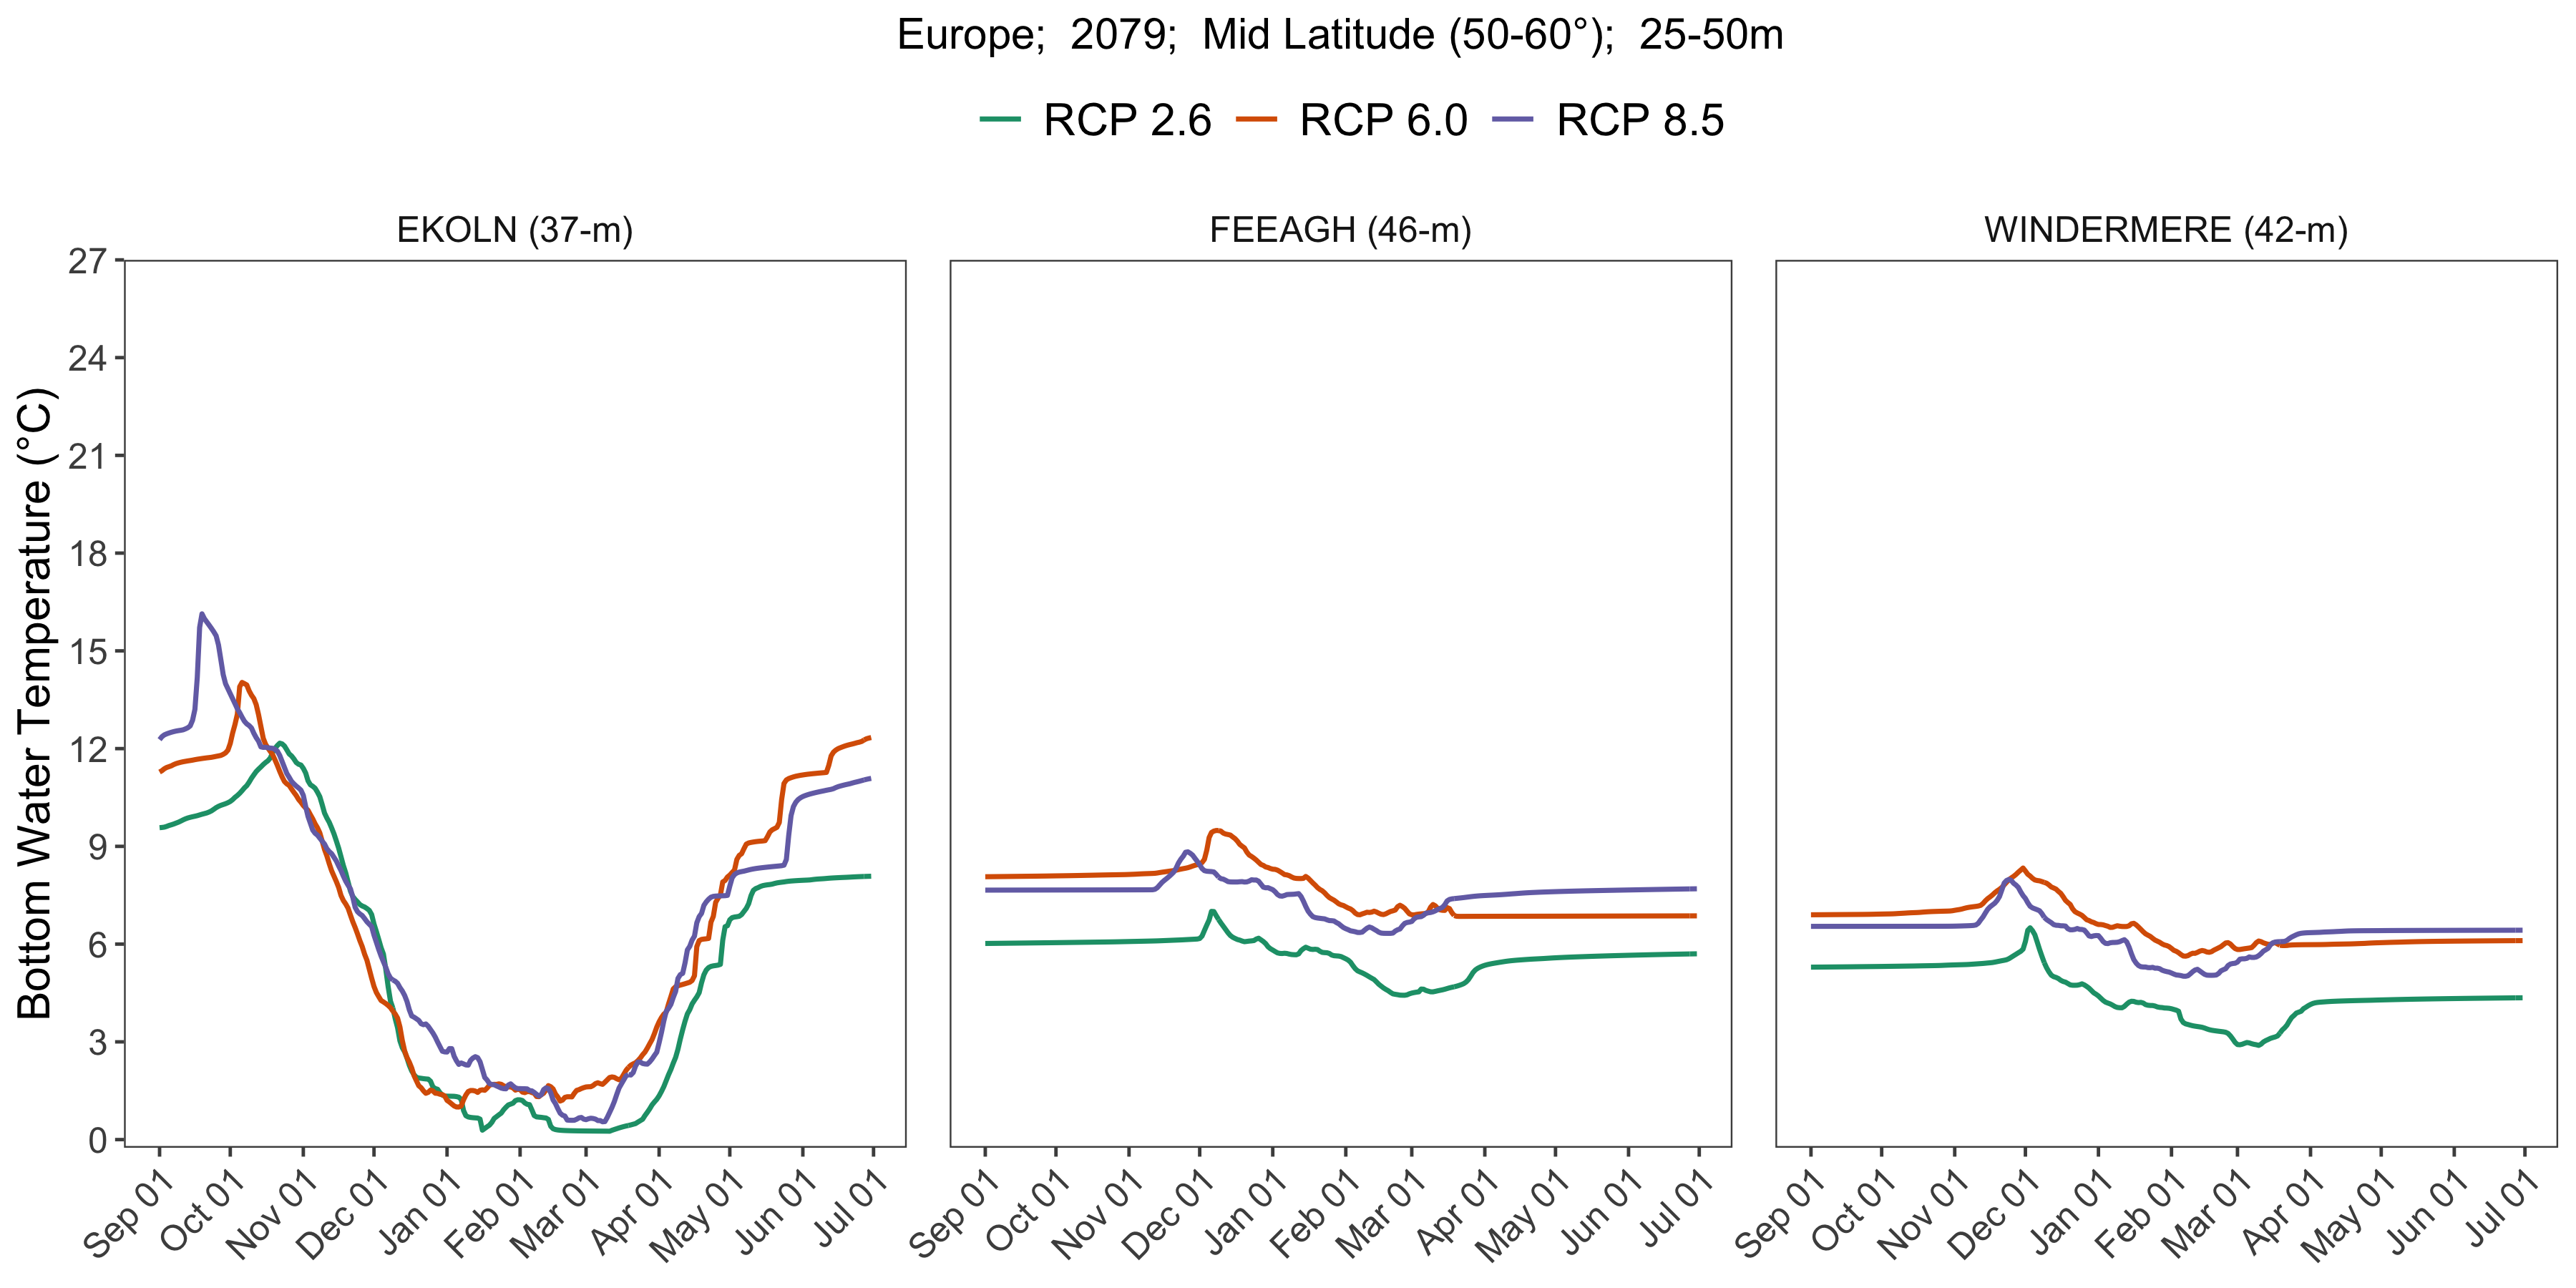 Europe;  2079;  Mid Latitude (50-60°);  25-50m
RCP 2.6 RCP 6.0 RCP 8.5
EKOLN (37-m)
FEEAGH (46-m)
WINDERMERE (42-m)
Bottom Water Temperature (°C)
27
24
21
18
15
12
9
6
3
0
Sep 01 Oct 01 Nov 01 Dec 01 Jan 01 Feb 01 Mar 01 Apr 01 May 01 Jun 01 Jul 01
Sep 01 Oct 01 Nov 01 Dec 01 Jan 01 Feb 01 Mar 01 Apr 01 May 01 Jun 01 Jul 01
Sep 01 Oct 01 Nov 01 Dec 01 Jan 01 Feb 01 Mar 01 Apr 01 May 01 Jun 01 Jul 01